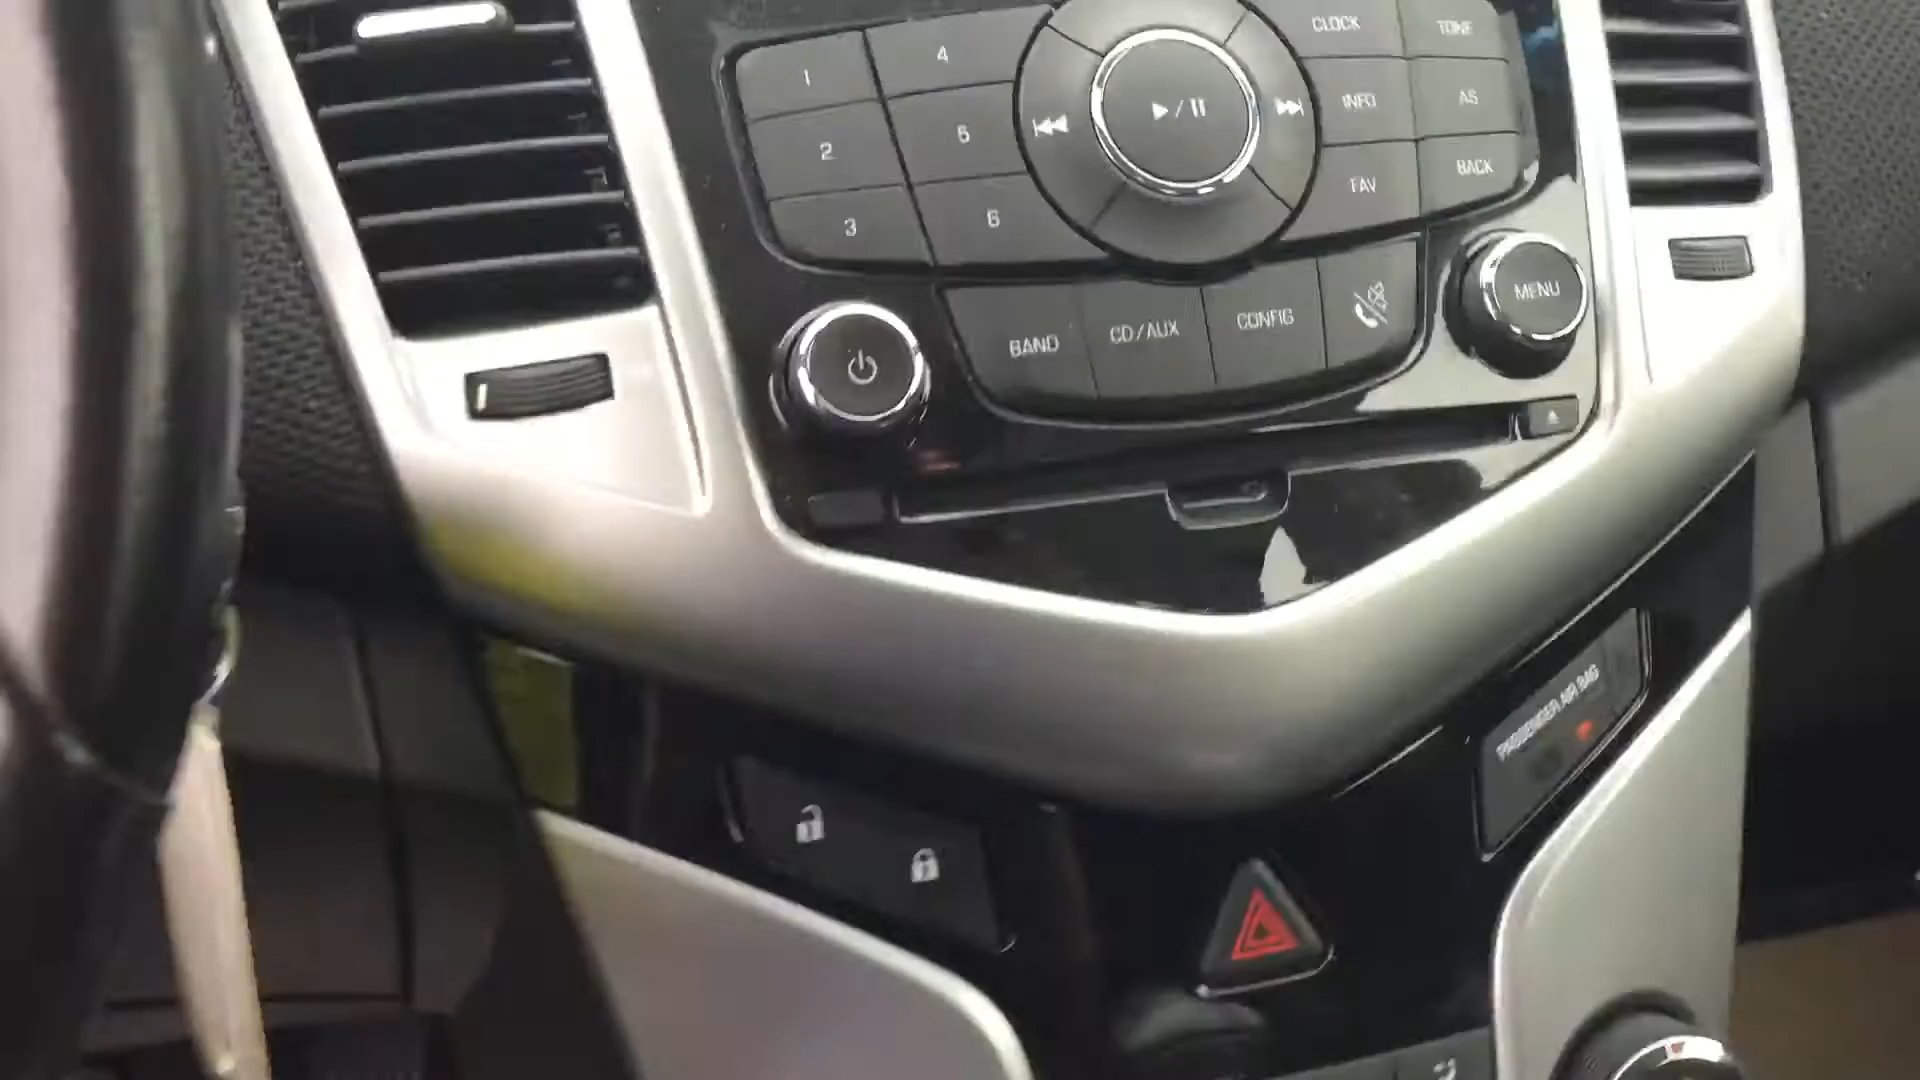 1
4
CLOCK
TONE
2
5
INFO
AS
3
6
FAV
BACK
BAND
CD/AUX
CONFIG
MENU
PASSENGER AIR BAG